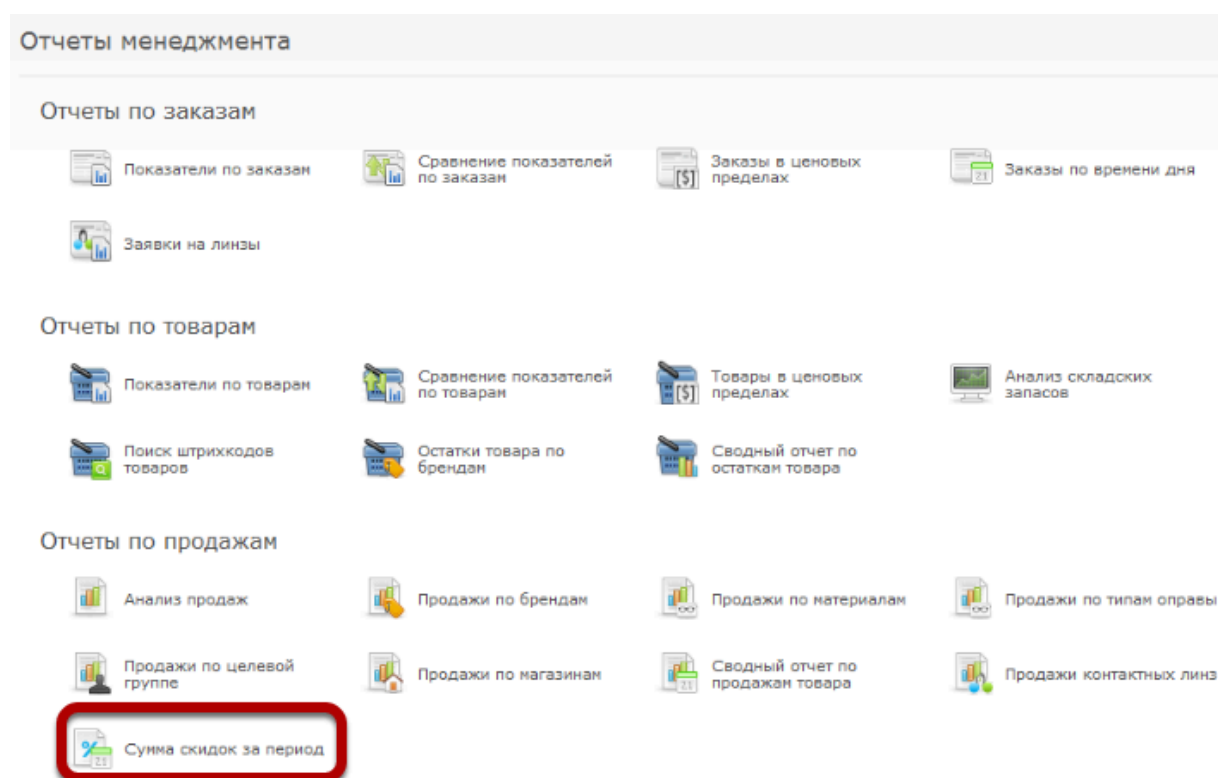 Отчеты менеджмента
Отчеты по заказам
Показатели по заказам
Сравнение показателей
по заказам
[$]
Заказы в ценовых
пределах
21
Заказы по времени дня
Заявки на линзы
Отчеты по товарам
Показатели по товарам
Сравнение показателей
по товарам
[$]
Товары в ценовых
пределах
Анализ складских
запасов
Поиск штрихкодов
товаров
Остатки товара по
брендам
Сводный отчет по
остаткам товара
Отчеты по продажам
Анализ продаж
Продажи по брендам
Продажи по материалам
Продажи по типам оправы
Продажи по целевой
группе
Продажи по магазинам
21
Сводный отчет по
продажам товара
Продажи контактных линз
%
21
Сумма скидок за период